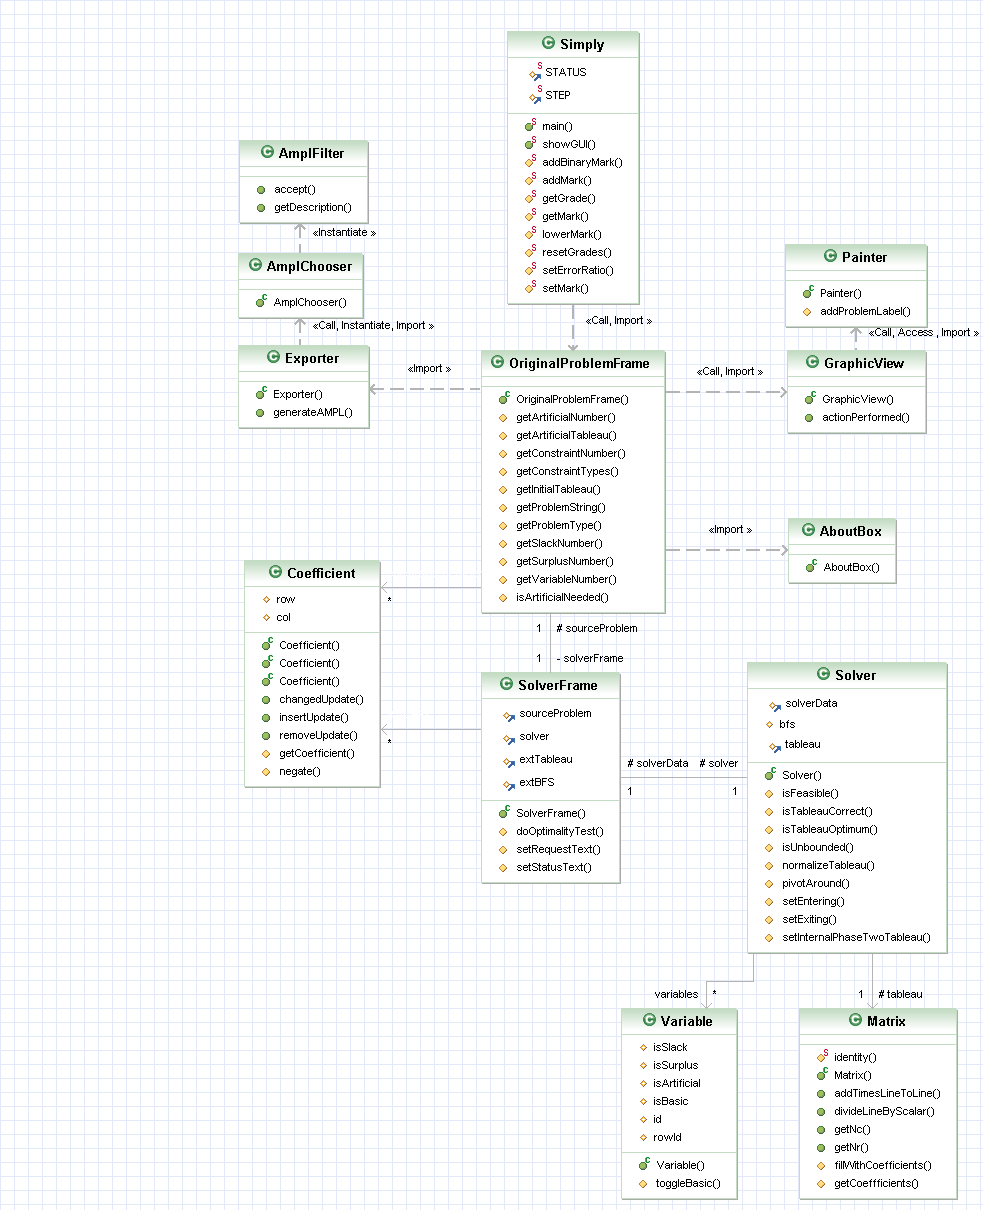 Simply
STATUS
STEP
main()
showGUI()
addBinaryMark()
addMark()
getGrade()
getMark()
lowerMark()
resetGrades()
setErrorRatio()
setMark()
AmplFilter
accept()
getDescription()
«Instantiate »
AmplChooser
AmplChooser()
«Call, Instantiate, Import »
Exporter
Exporter()
generateAMPL()
«Import »
«Call, Import »
OriginalProblemFrame
OriginalProblemFrame()
getArtificialNumber()
getArtificialTableau()
getConstraintNumber()
getConstraintTypes()
getInitialTableau()
getProblemString()
getProblemType()
getSlackNumber()
getSurplusNumber()
getVariableNumber()
isArtificialNeeded()
«Call, Import »
Painter
Painter()
addProblemLabel()
«Call, Access , Import »
GraphicView
GraphicView()
actionPerformed()
«Import »
AboutBox
AboutBox()
Coefficient
row
col
Coefficient()
Coefficient()
Coefficient()
changedUpdate()
insertUpdate()
removeUpdate()
getCoefficient()
negate()
*
*
1 # sourceProblem
1 - solverFrame
SolverFrame
sourceProblem
solver
extTableau
extBFS
SolverFrame()
doOptimalityTest()
setRequestText()
setStatusText()
# solverData # solver
1 1
Solver
solverData
bfs
tableau
Solver()
isFeasible()
isTableauCorrect()
isTableauOptimum()
isUnbounded()
normalizeTableau()
pivotAround()
setEntering()
setExiting()
setInternalPhaseTwoTableau()
variables *
1 # tableau
Variable
isSlack
isSurplus
isArtificial
isBasic
id
rowId
Variable()
toggleBasic()
Matrix
identity()
Matrix()
addTimesLineToLine()
divideLineByScalar()
getNc()
getNr()
fillWithCoefficients()
getCoeffficients()